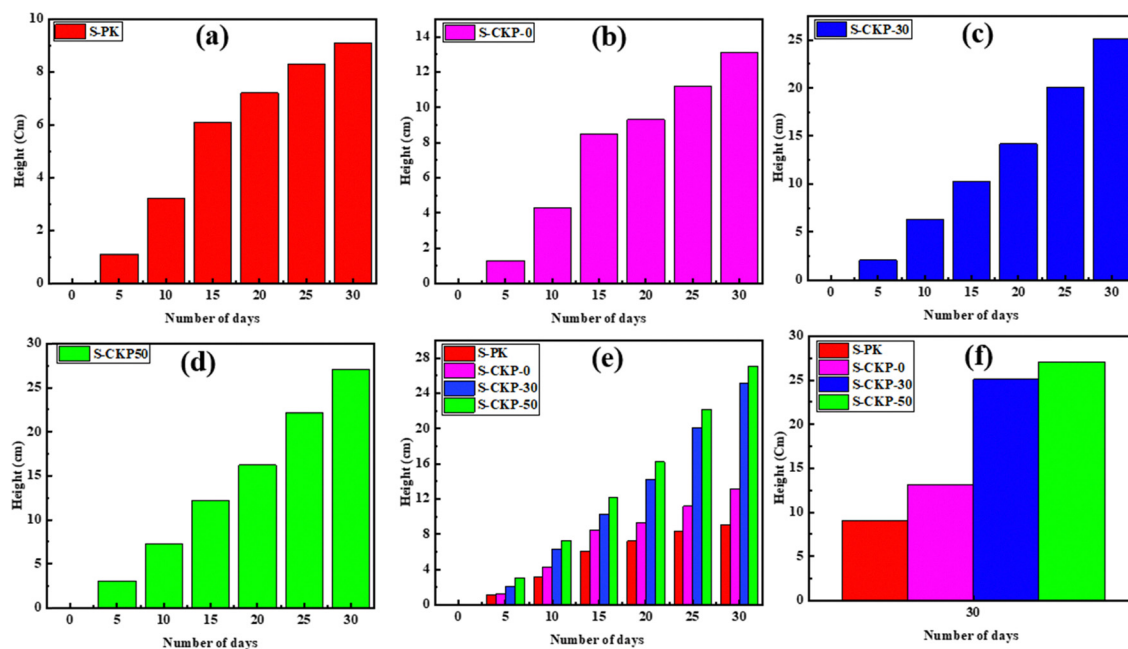 S-PK
(a)
10
8
6
4
2
0
Height (Cm)
0 5 10 15 20 25 30
Number of days
S-CKP-0
(b)
14
12
10
8
6
4
2
0
Height (cm)
0 5 10 15 20 25 30
Number of days
S-CKP-30
(c)
25
20
15
10
5
0
Height (cm)
0 5 10 15 20 25 30
Number of days
S-CKP50
(d)
30
25
20
15
10
5
0
Height (cm)
0 5 10 15 20 25 30
Number of days
S-PK
S-CKP-0
S-CKP-30
S-CKP-50
(e)
28
24
20
16
12
8
4
0
Height (cm)
0 5 10 15 20 25 30
Number of days
S-PK
S-CKP-0
S-CKP-30
S-CKP-50
(f)
30
25
20
15
10
5
0
Height (Cm)
30
Number of days